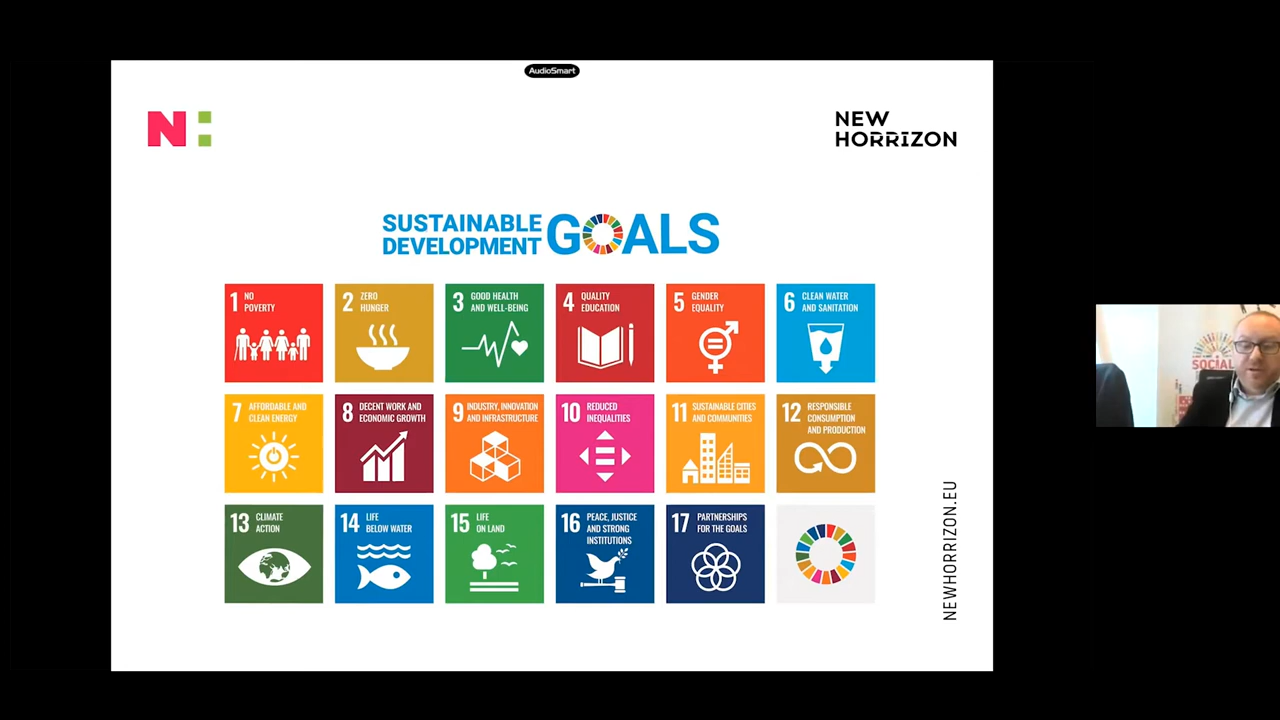 AudioSmart
N:
NEW
HORRIZON
SUSTAINABLE
DEVELOPMENT
GOALS
1 NO
POVERTY
2 ZERO
HUNGER
3 GOOD HEALTH
AND WELL-BEING
4 QUALITY
EDUCATION
5 GENDER
EQUALITY
6 CLEAN WATER
AND SANITATION
7 AFFORDABLE AND
CLEAN ENERGY
8 DECENT WORK AND
ECONOMIC GROWTH
9 INDUSTRY, INNOVATION
AND INFRASTRUCTURE
10 REDUCED
INEQUALITIES
11 SUSTAINABLE CITIES
AND COMMUNITIES
12 RESPONSIBLE
CONSUMPTION
AND PRODUCTION
13 CLIMATE
ACTION
14 LIFE
BELOW WATER
15 LIFE
ON LAND
16 PEACE, JUSTICE
AND STRONG
INSTITUTIONS
17 PARTNERSHIPS
FOR THE GOALS
NEWHORRIZON.EU
SOCIAL